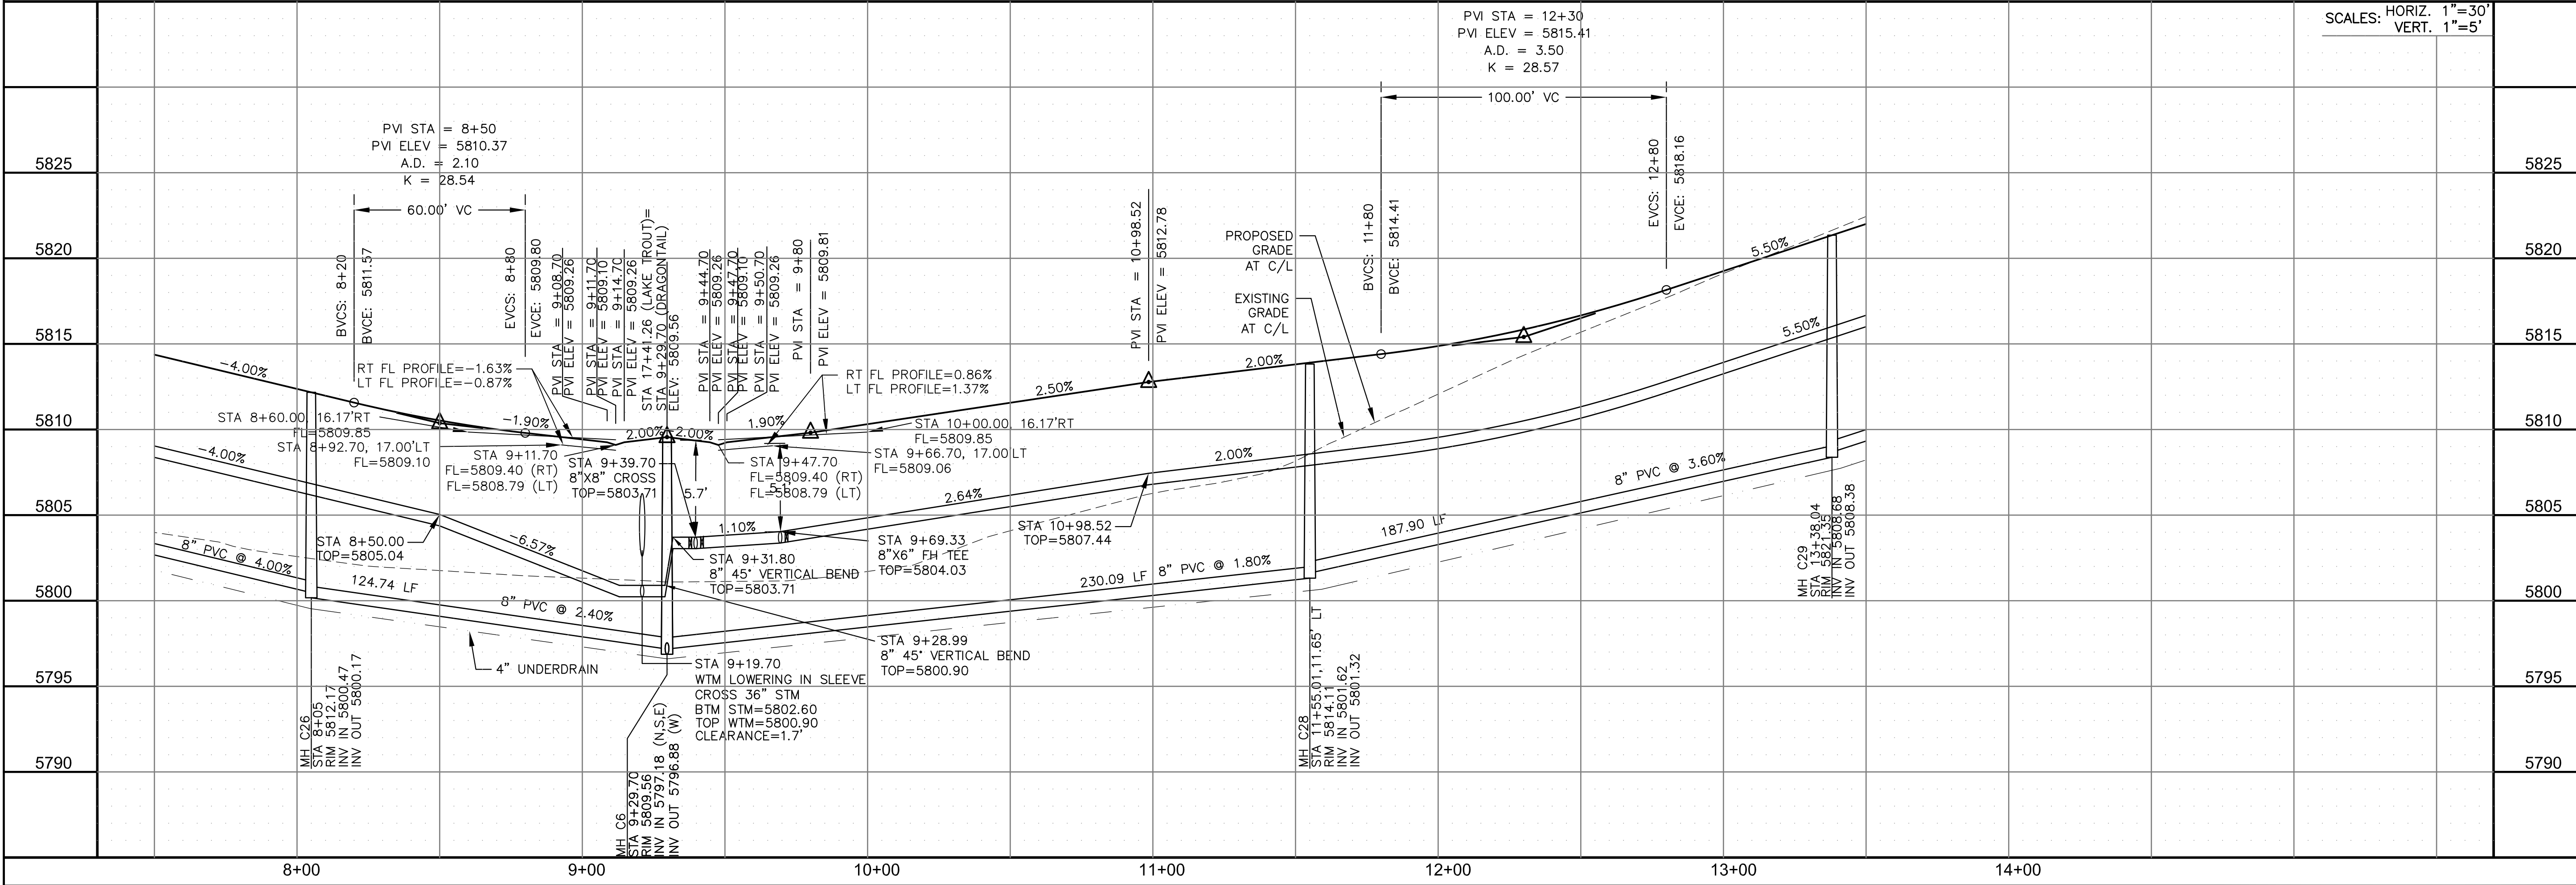 SCALES: HORIZ. 1"=30'
VERT. 1"=5'
PVI STA = 12+30
PVI ELEV = 5815.41
A.D. = 3.50
K = 28.57
100.00' VC
PVI STA = 8+50
PVI ELEV = 5810.37
A.D. = 2.10
K = 28.54
60.00' VC
5825
5820
5815
5810
5805
5800
5795
5790
5825
5820
5815
5810
5805
5800
5795
5790
BVCS: 8+20
BVCE: 5811.57
EVCS: 8+80
EVCE: 5809.80
PVI STA = 9+08.70
PVI ELEV = 5809.26
PVI STA = 9+11.70
PVI ELEV = 5809.10
PVI STA = 9+14.70
PVI ELEV = 5809.26
STA 17+41.26 (LAKE TROUT)=
STA 9+29.70 (DRAGONTAIL)
ELEV: 5809.56
PVI STA = 9+44.70
PVI ELEV = 5809.26
PVI STA = 9+47.70
PVI ELEV = 5809.10
PVI STA = 9+50.70
PVI ELEV = 5809.26
PVI STA = 9+80
PVI ELEV = 5809.81
PVI STA = 10+98.52
PVI ELEV = 5812.78
BVCS: 11+80
BVCE: 5814.41
EVCS: 12+80
EVCE: 5818.16
PROPOSED
GRADE
AT C/L
EXISTING
GRADE
AT C/L
-4.00%
RT FL PROFILE=-1.63%
LT FL PROFILE=-0.87%
-1.90%
2.00%
-2.00%
1.90%
RT FL PROFILE=0.86%
LT FL PROFILE=1.37%
2.50%
2.00%
5.50%
STA 8+60.00, 16.17'RT
FL=5809.85
STA 8+92.70, 17.00'LT
FL=5809.10
STA 9+11.70
FL=5809.40 (RT)
FL=5808.79 (LT)
STA 9+39.70
8"X8" CROSS
TOP=5803.71
5.7'
STA 9+47.70
FL=5809.40 (RT)
FL=5808.79 (LT)
STA 10+00.00, 16.17'RT
FL=5809.85
STA 9+66.70, 17.00'LT
FL=5809.06
-4.00%
STA 8+50.00
TOP=5805.04
-6.57%
1.10%
2.64%
2.00%
5.50%
STA 9+31.80
8" 45° VERTICAL BEND
TOP=5803.71
STA 9+69.33
8"X6" FH TEE
TOP=5804.03
STA 10+98.52
TOP=5807.44
8" PVC @ 4.00%
124.74 LF
8" PVC @ 2.40%
230.09 LF 8" PVC @ 1.80%
187.90 LF
8" PVC @ 3.60%
4" UNDERDRAIN
STA 9+28.99
8" 45° VERTICAL BEND
TOP=5800.90
STA 9+19.70
WTM LOWERING IN SLEEVE
CROSS 36" STM
BTM STM=5802.60
TOP WTM=5800.90
CLEARANCE=1.7'
MH C26
STA 8+05
RIM 5812.17
INV IN 5800.47
INV OUT 5800.17
MH C6
STA 9+29.70
RIM 5809.56
INV IN 5797.18 (N,S,E)
INV OUT 5796.88 (W)
MH C28
STA 11+55.01,11.65' LT
RIM 5814.11
INV IN 5801.62
INV OUT 5801.32
MH C29
STA 13+38.04
RIM 5821.35
INV IN 5808.68
INV OUT 5808.38
8+00
9+00
10+00
11+00
12+00
13+00
14+00